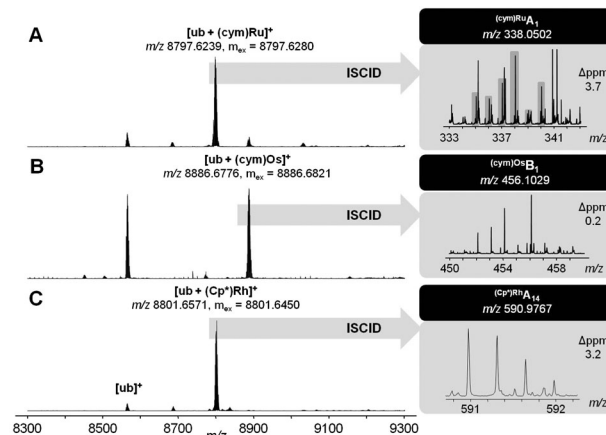 A
[ub + (cym)Ru]+
m/z 8797.6239, mex = 8797.6280
ISCID
(cym)RuA1
m/z 338.0502
Δppm
3.7
333 337 341 m/z
B
[ub + (cym)Os]+
m/z 8886.6776, mex = 8886.6821
ISCID
(cym)OsB1
m/z 456.1029
Δppm
0.2
450 454 458 m/z
C
[ub + (Cp*)Rh]+
m/z 8801.6571, mex = 8801.6450
ISCID
(Cp*)RhA14
m/z 590.9767
Δppm
3.2
[ub]+
591 592 m/z
8300 8500 8700 8900 9100 9300
m/z